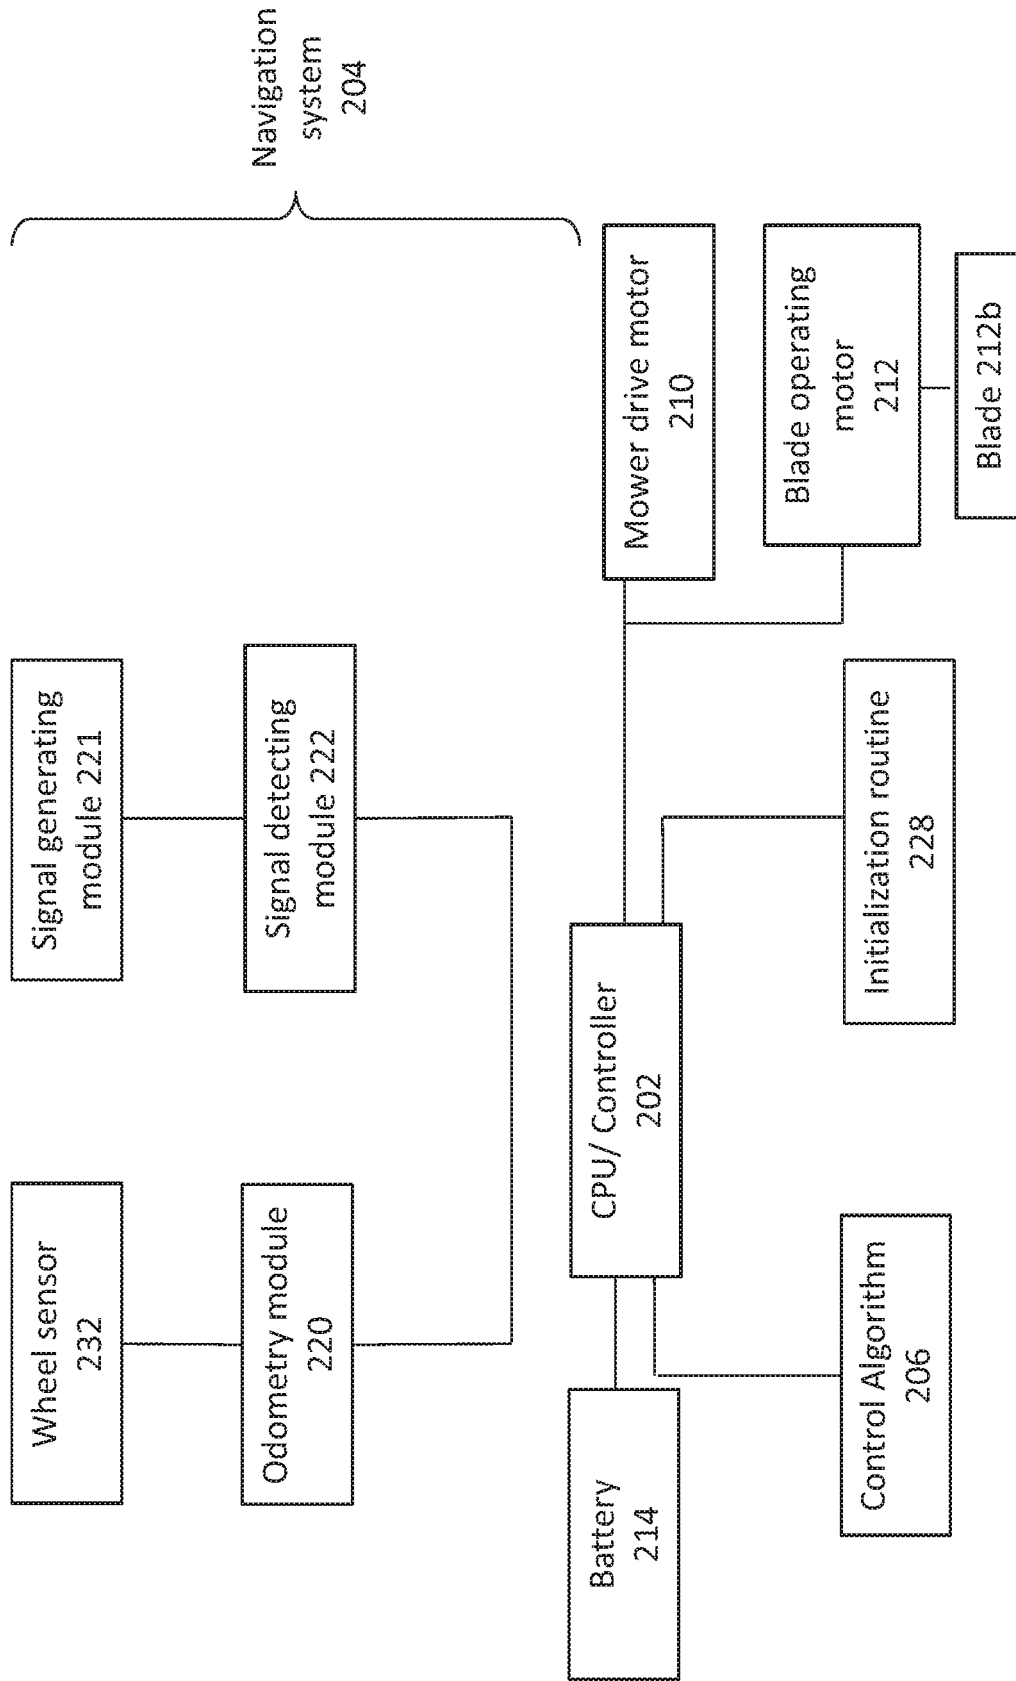 Wheel sensor
232
Signal generating
module 221
Navigation
system
204
Odometry module
220
Signal detecting
module 222
Battery
214
CPU/ Controller
202
Mower drive motor
210
Control Algorithm
206
Initialization routine
228
Blade operating
motor
212
Blade 212b